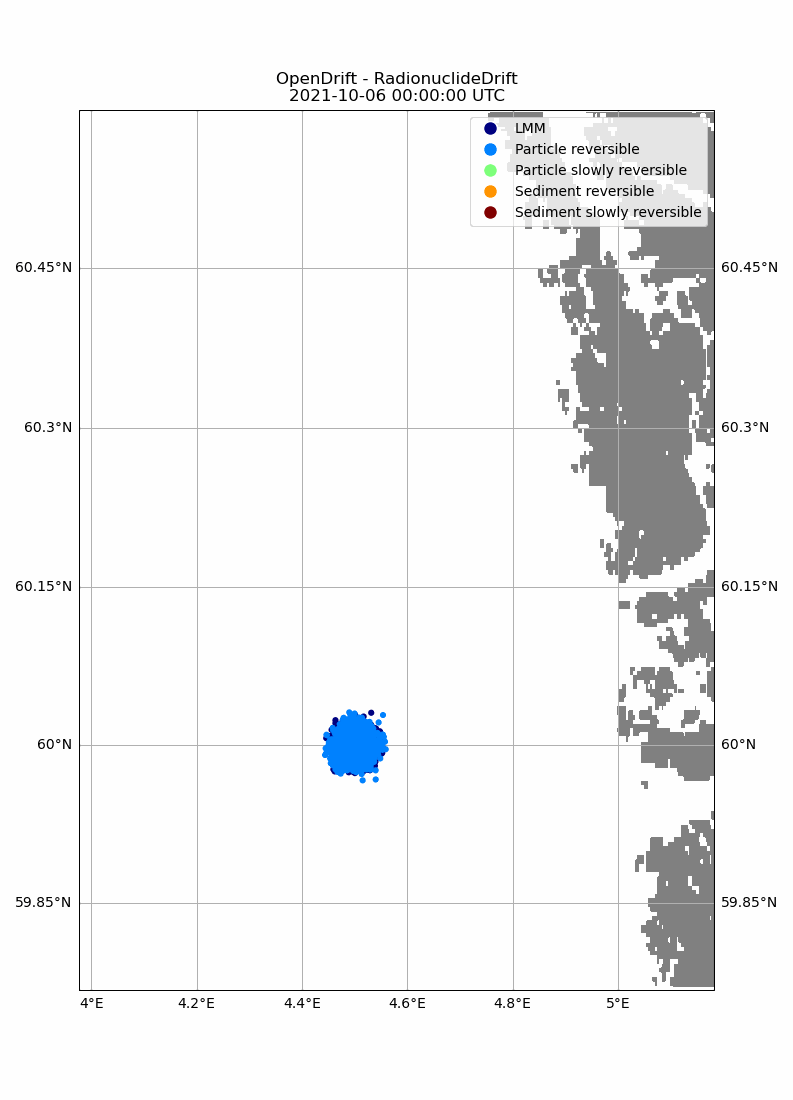 OpenDrift - RadionuclideDrift
2021-10-06 00:00:00 UTC
LMM
Particle reversible
Particle slowly reversible
Sediment reversible
Sediment slowly reversible
60.45°N 60.45°N
60.3°N 60.3°N
60.15°N 60.15°N
60°N 60°N
59.85°N 59.85°N
4°E 4.2°E 4.4°E 4.6°E 4.8°E 5°E